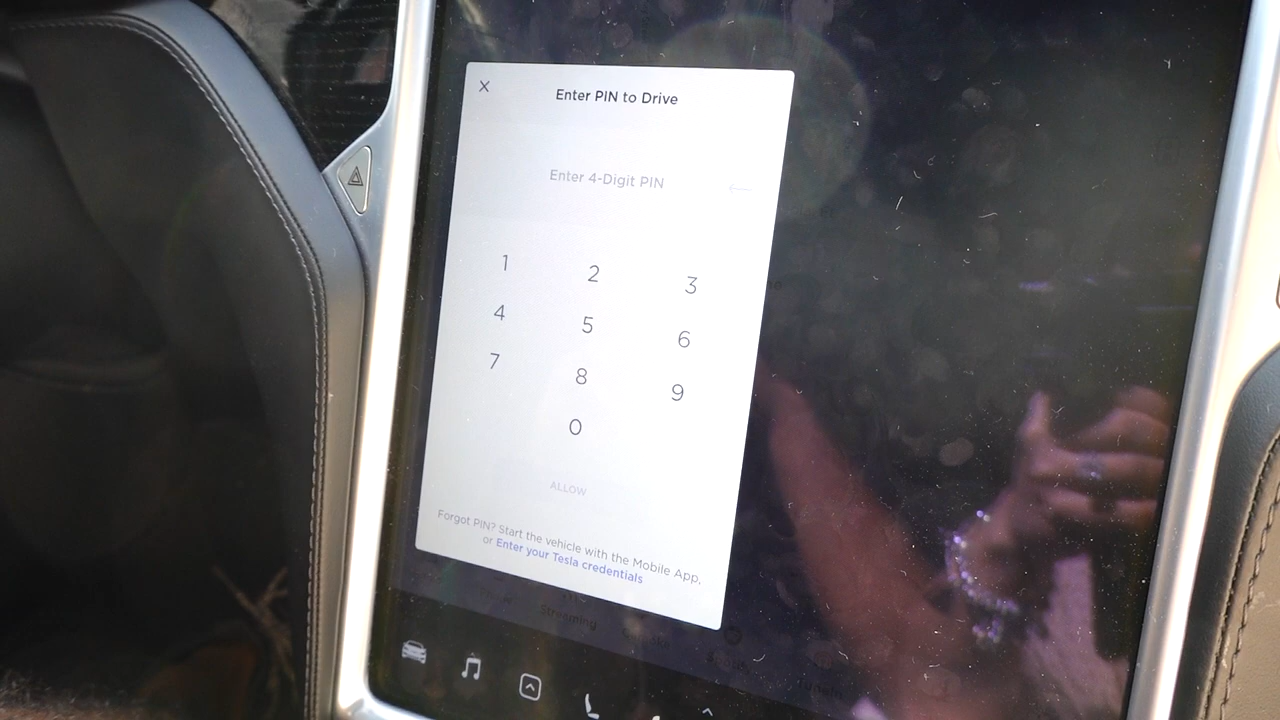 Enter PIN to Drive
Enter 4-Digit PIN
1 2 3
4 5 6
7 8 9
0
ALLOW
Forgot PIN? Start the vehicle with the Mobile App,
or Enter your Tesla credentials
Streaming